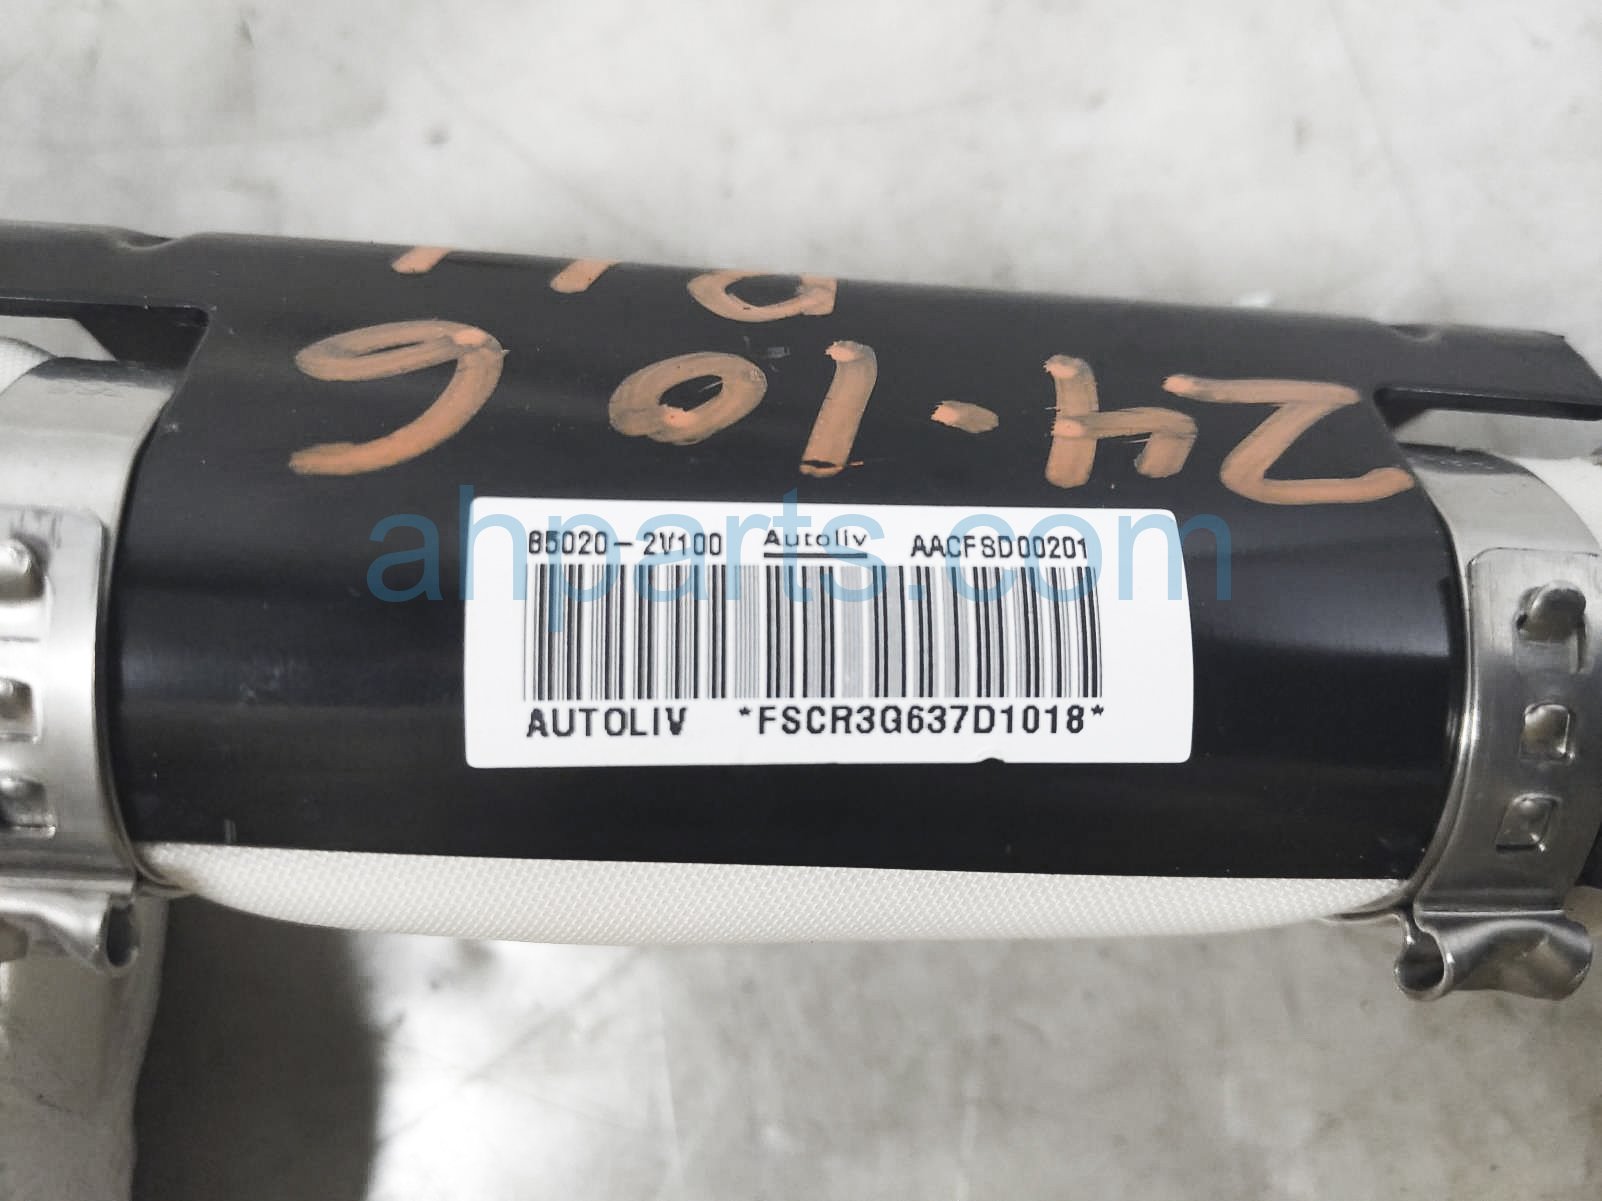 24.106
85020-2V100 Autoliv AACFSD00201
AUTOLIV *FSCR3G637D1018*
ahparts.com